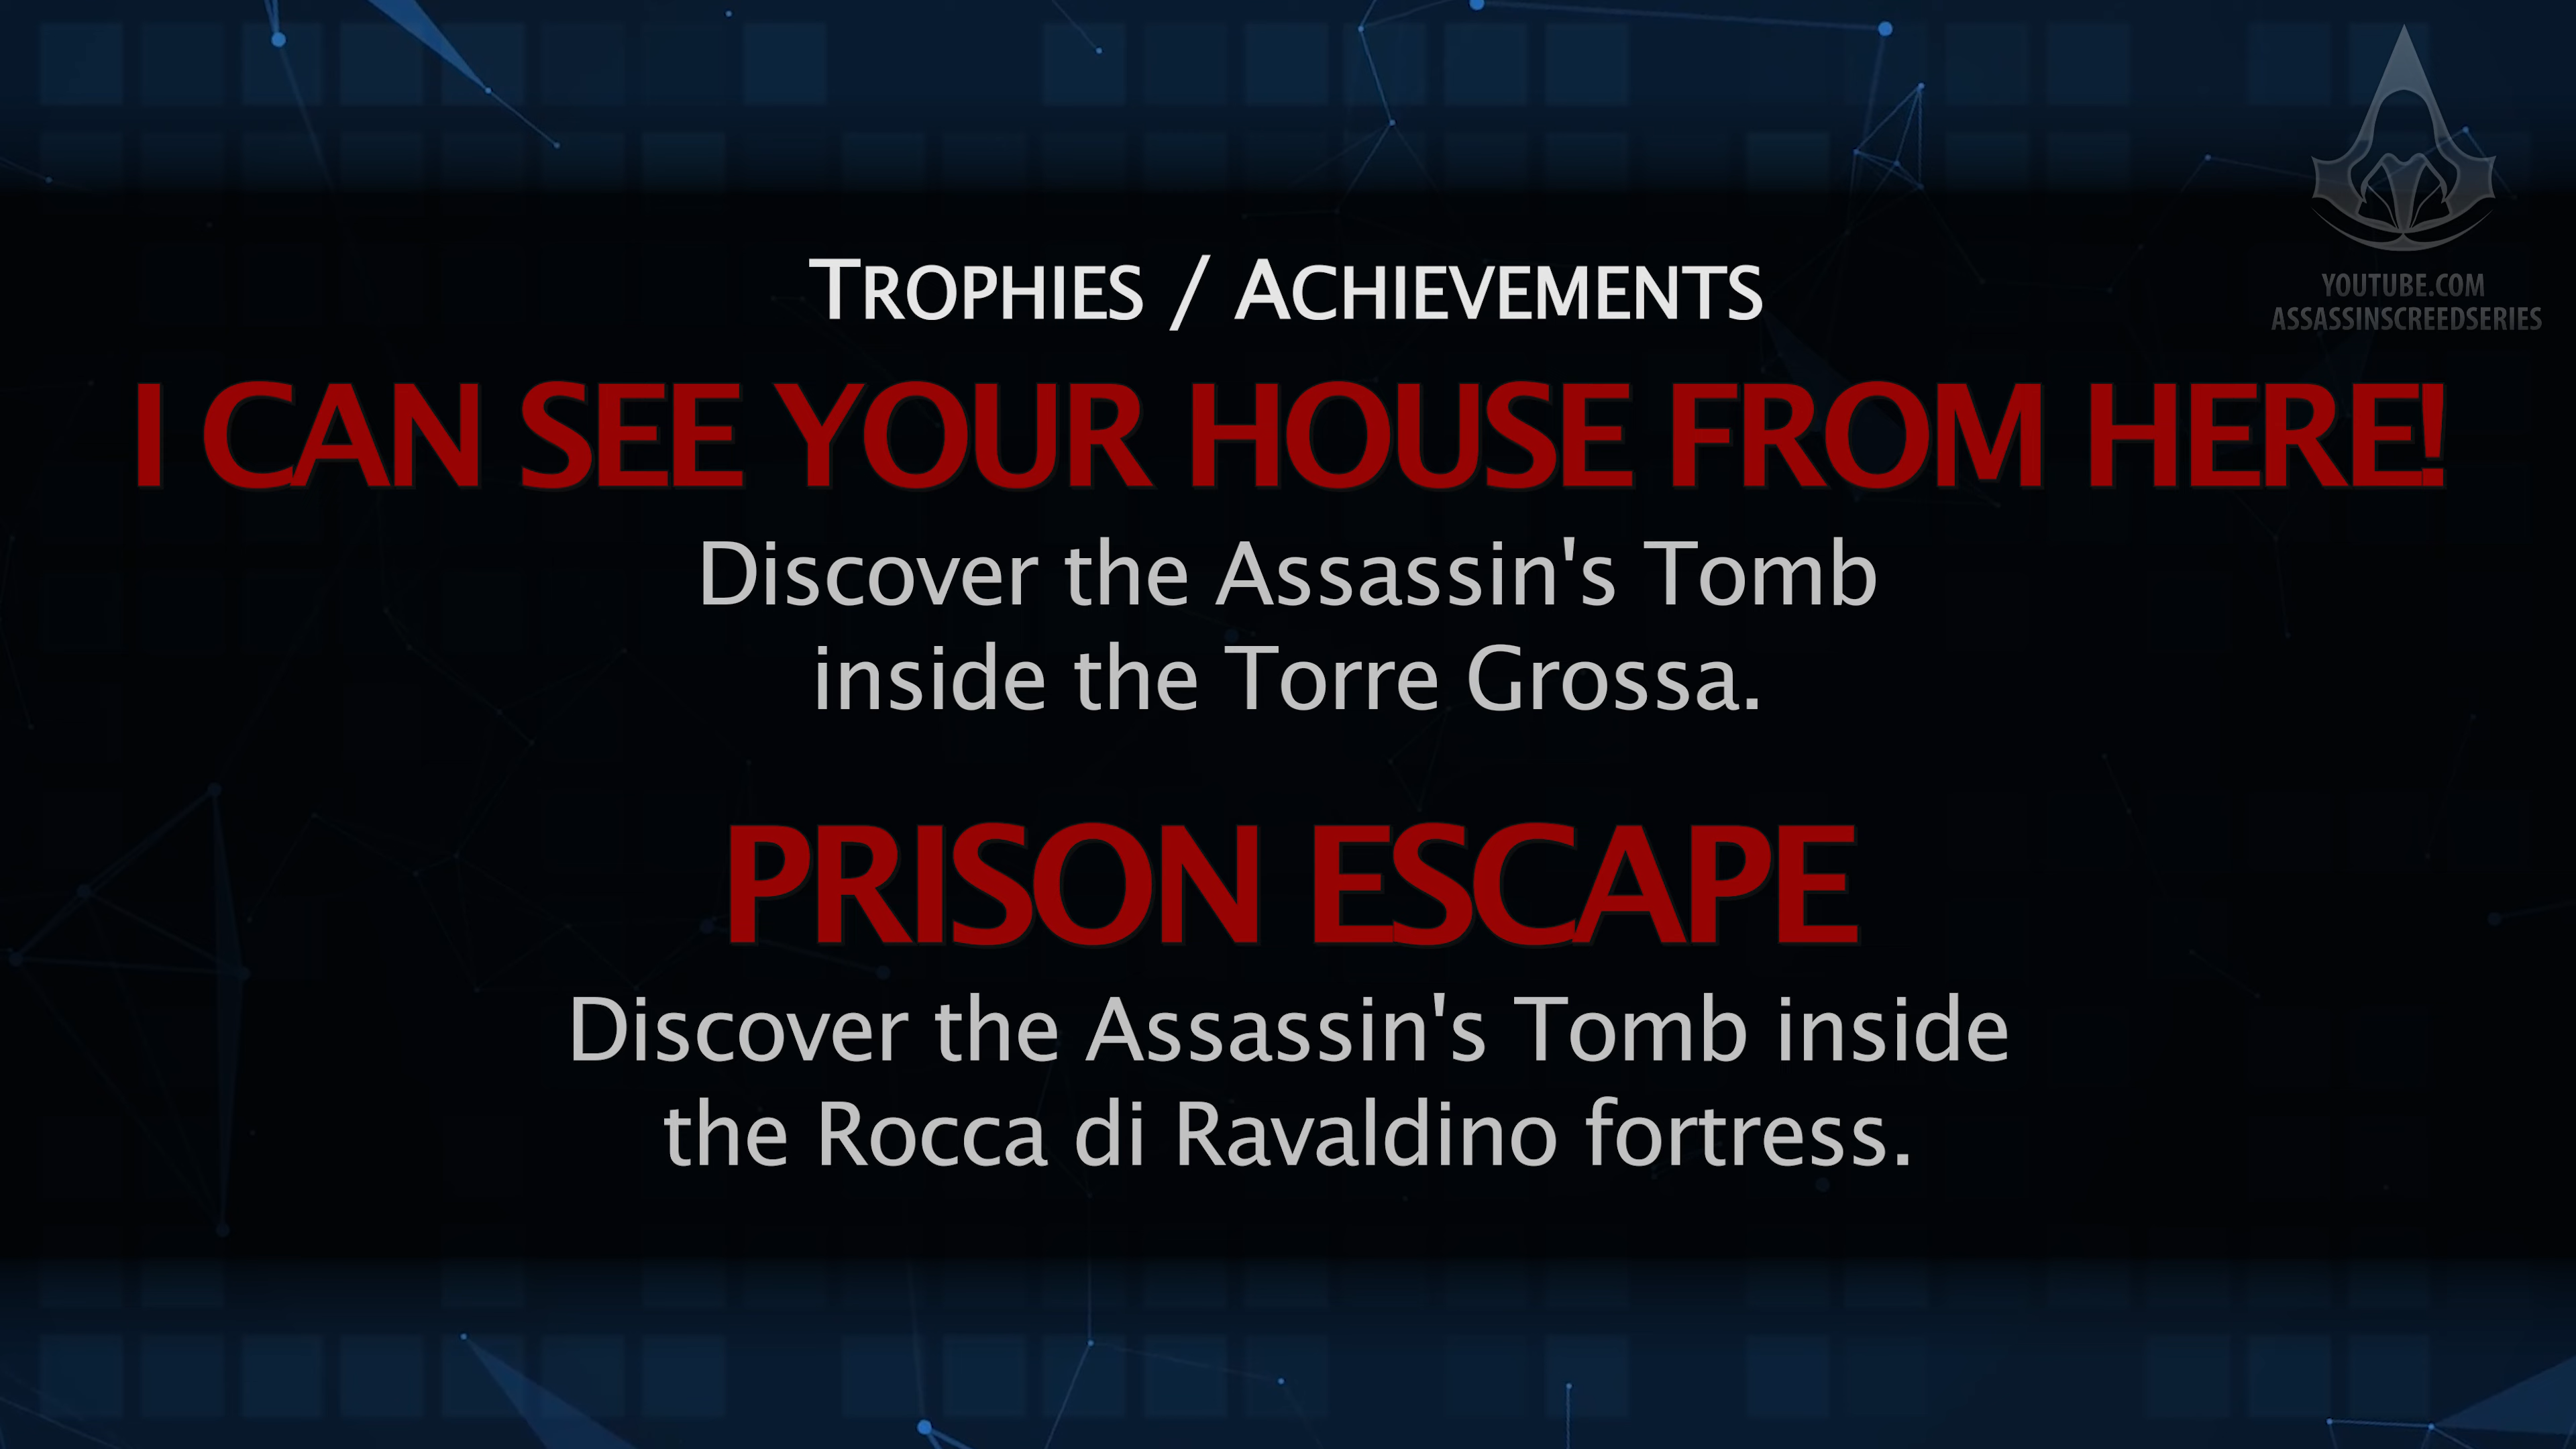 YOUTUBE.COM
ASSASSINSCREEDSERIES
TROPHIES / ACHIEVEMENTS
I CAN SEE YOUR HOUSE FROM HERE!
Discover the Assassin's Tomb
inside the Torre Grossa.
PRISON ESCAPE
Discover the Assassin's Tomb inside
the Rocca di Ravaldino fortress.